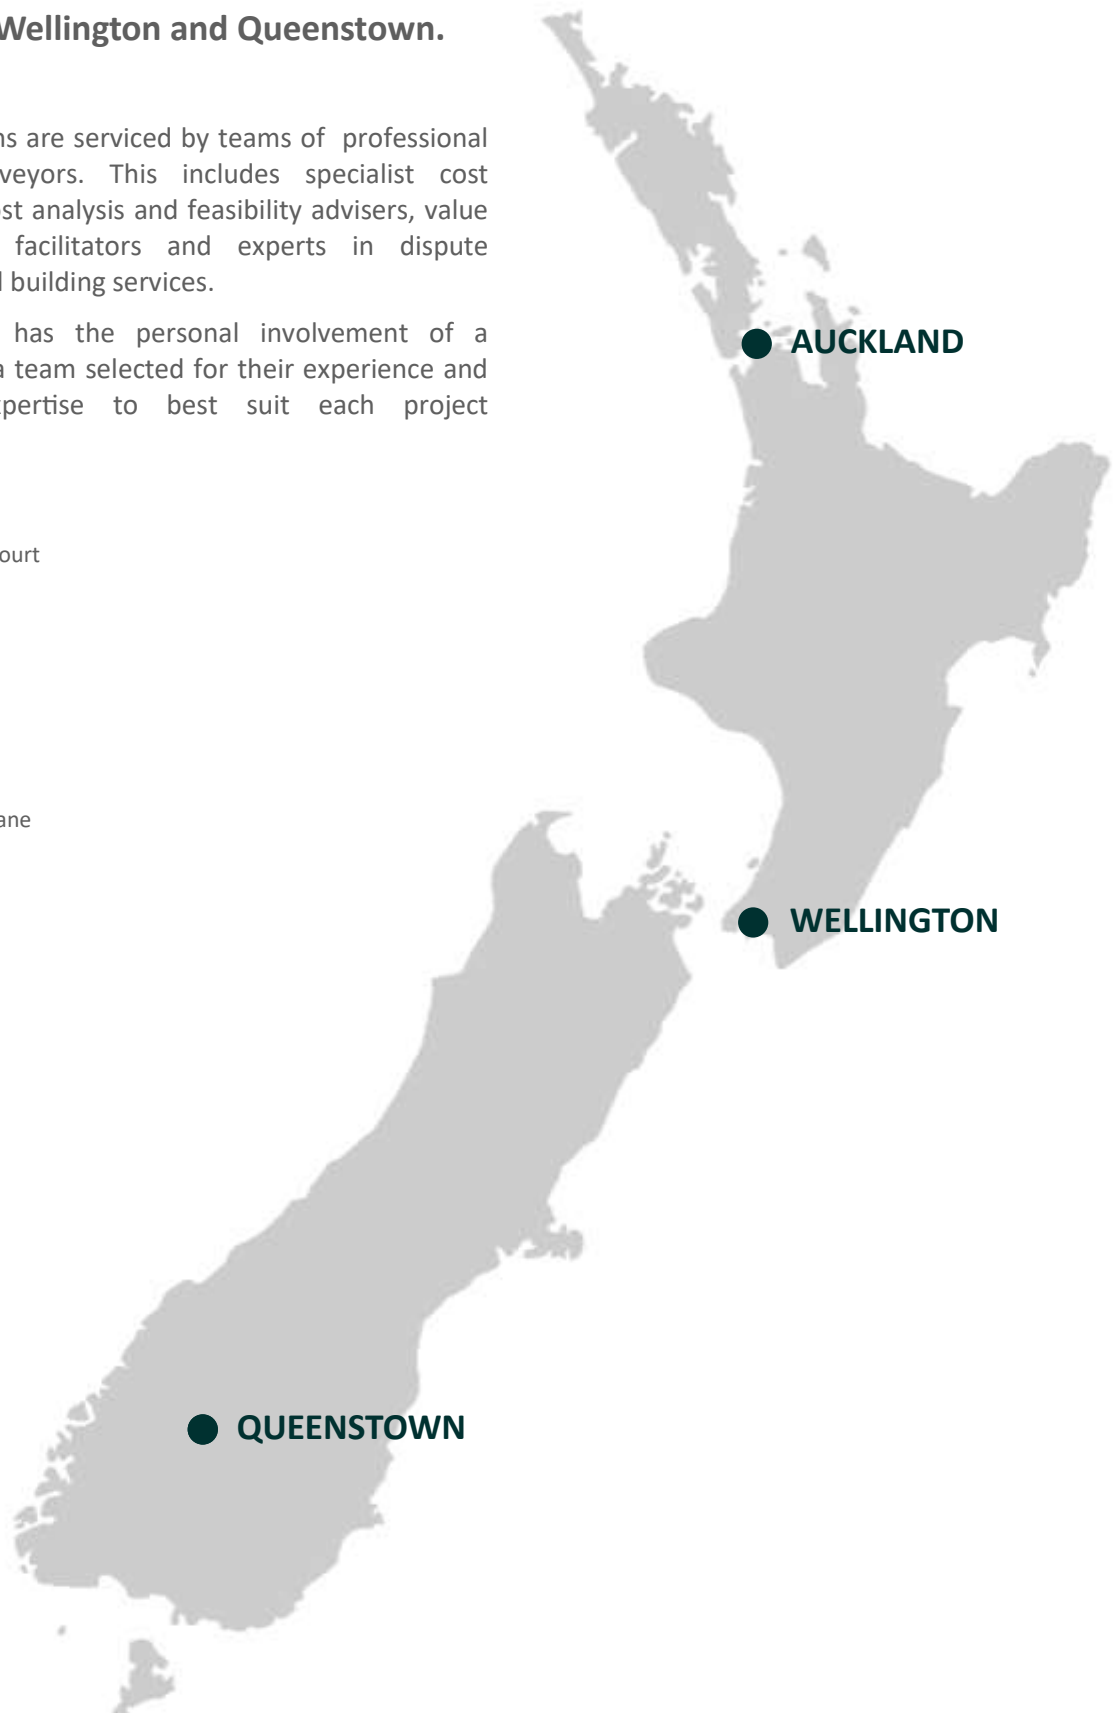 Wellington and Queenstown.
ns are serviced by teams of professional
veyors. This includes specialist cost
ost analysis and feasibility advisers, value
facilitators and experts in dispute
d building services.
has the personal involvement of a
a team selected for their experience and
xpertise to best suit each project
ourt
ane
AUCKLAND
WELLINGTON
QUEENSTOWN